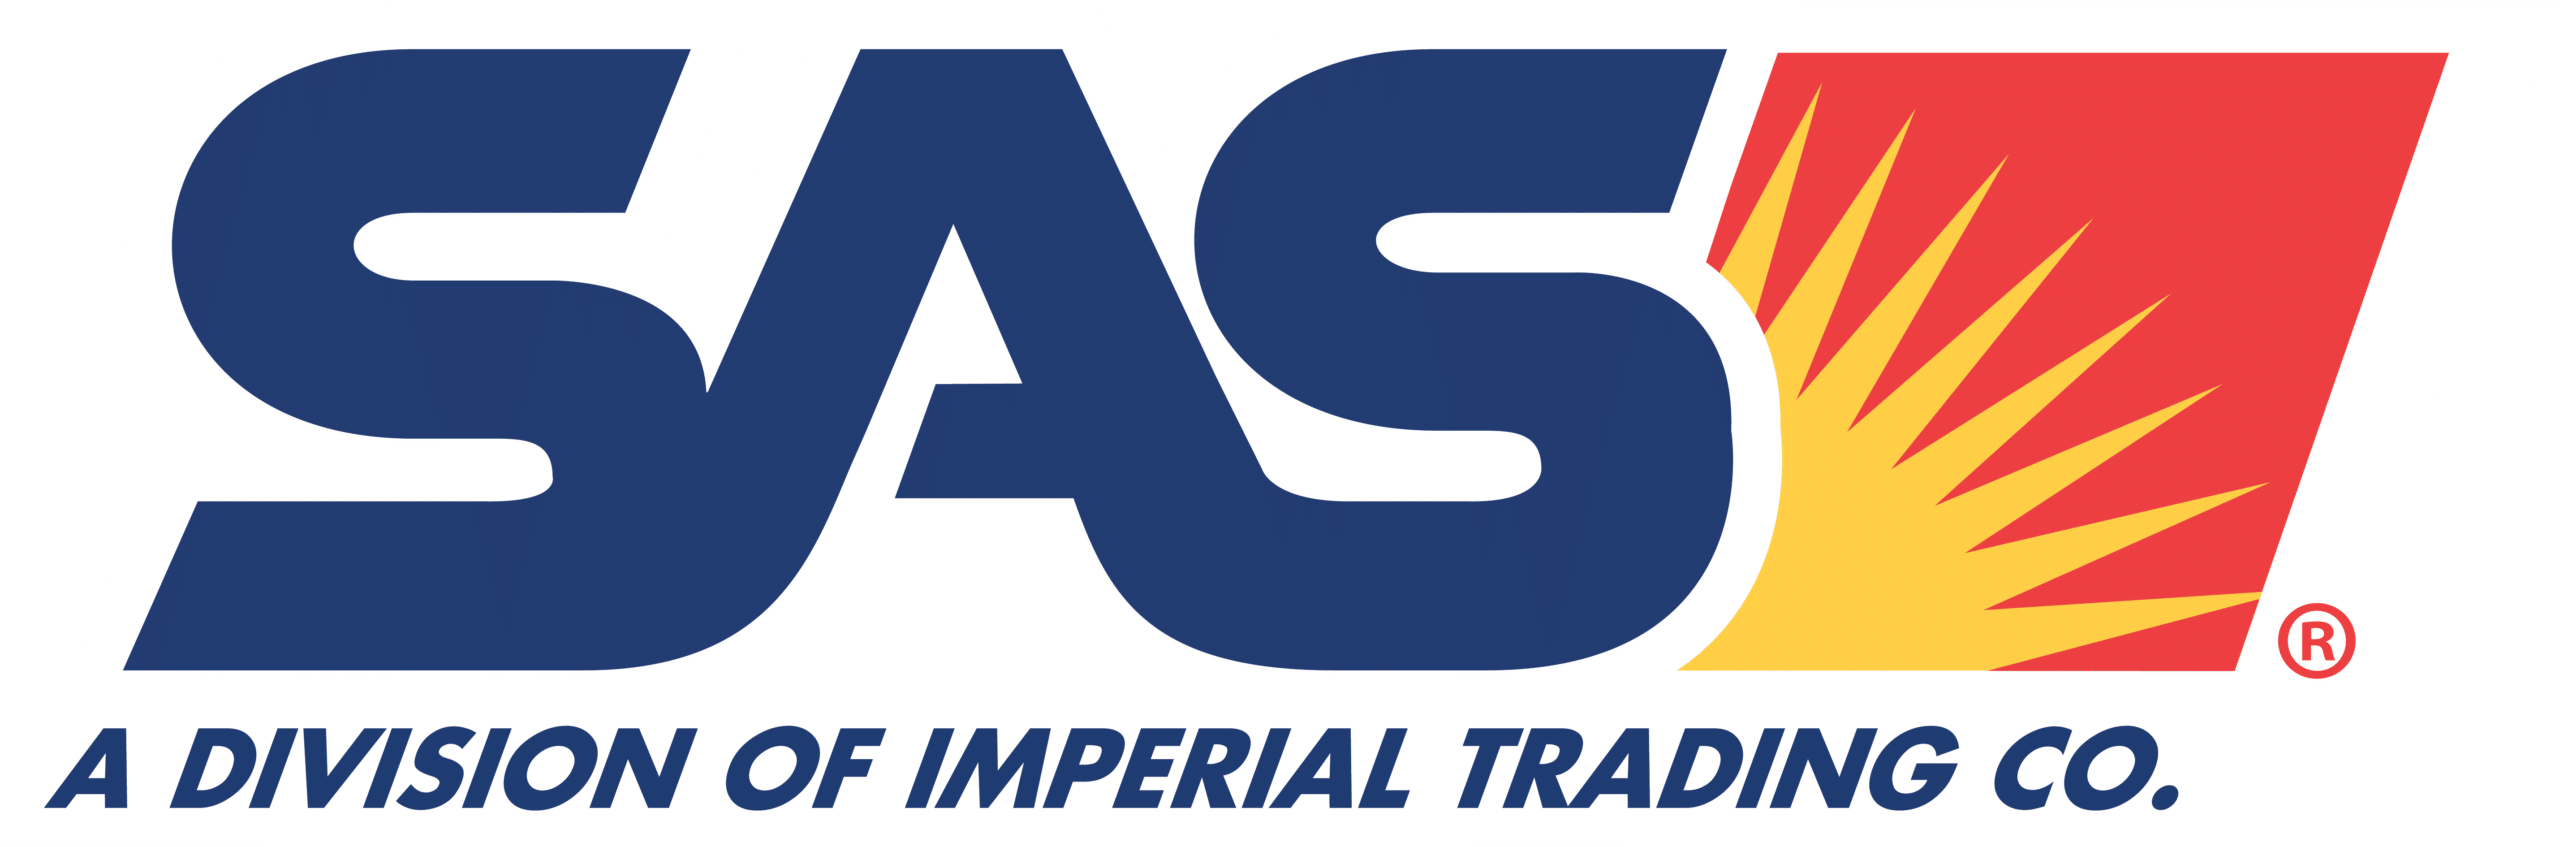 SAS
®
A DIVISION OF IMPERIAL TRADING CO.